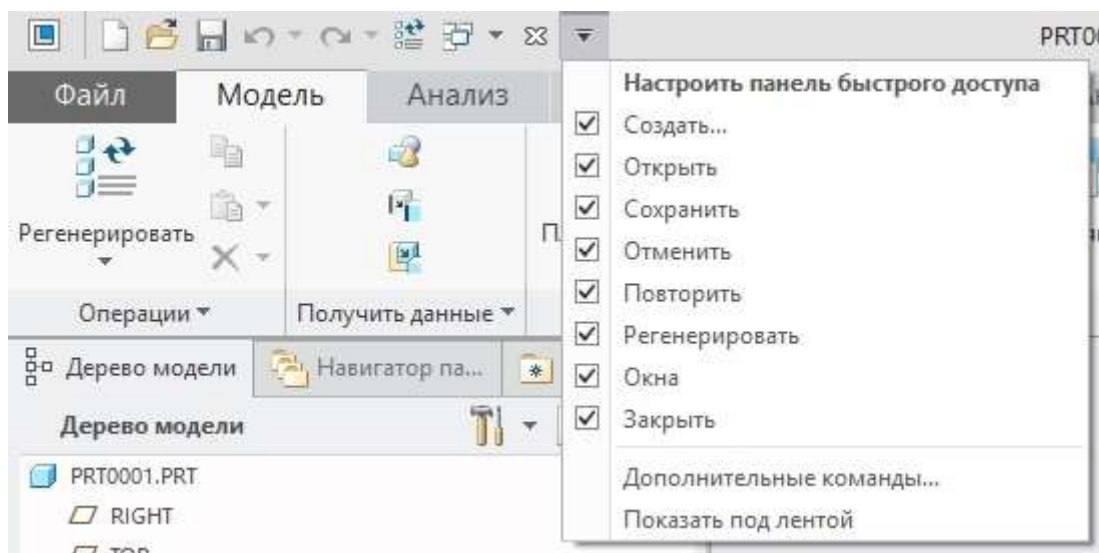 PRT00
Настроить панель быстрого доступа
Файл
Модель
Анализ
Создать...
Открыть
Сохранить
Отменить
Повторить
Регенерировать
Окна
Закрыть
Дополнительные команды...
Показать под лентой
Регенерировать
Операции
Получить данные
Дерево модели
Навигатор па...
Дерево модели
PRT0001.PRT
RIGHT
TOP